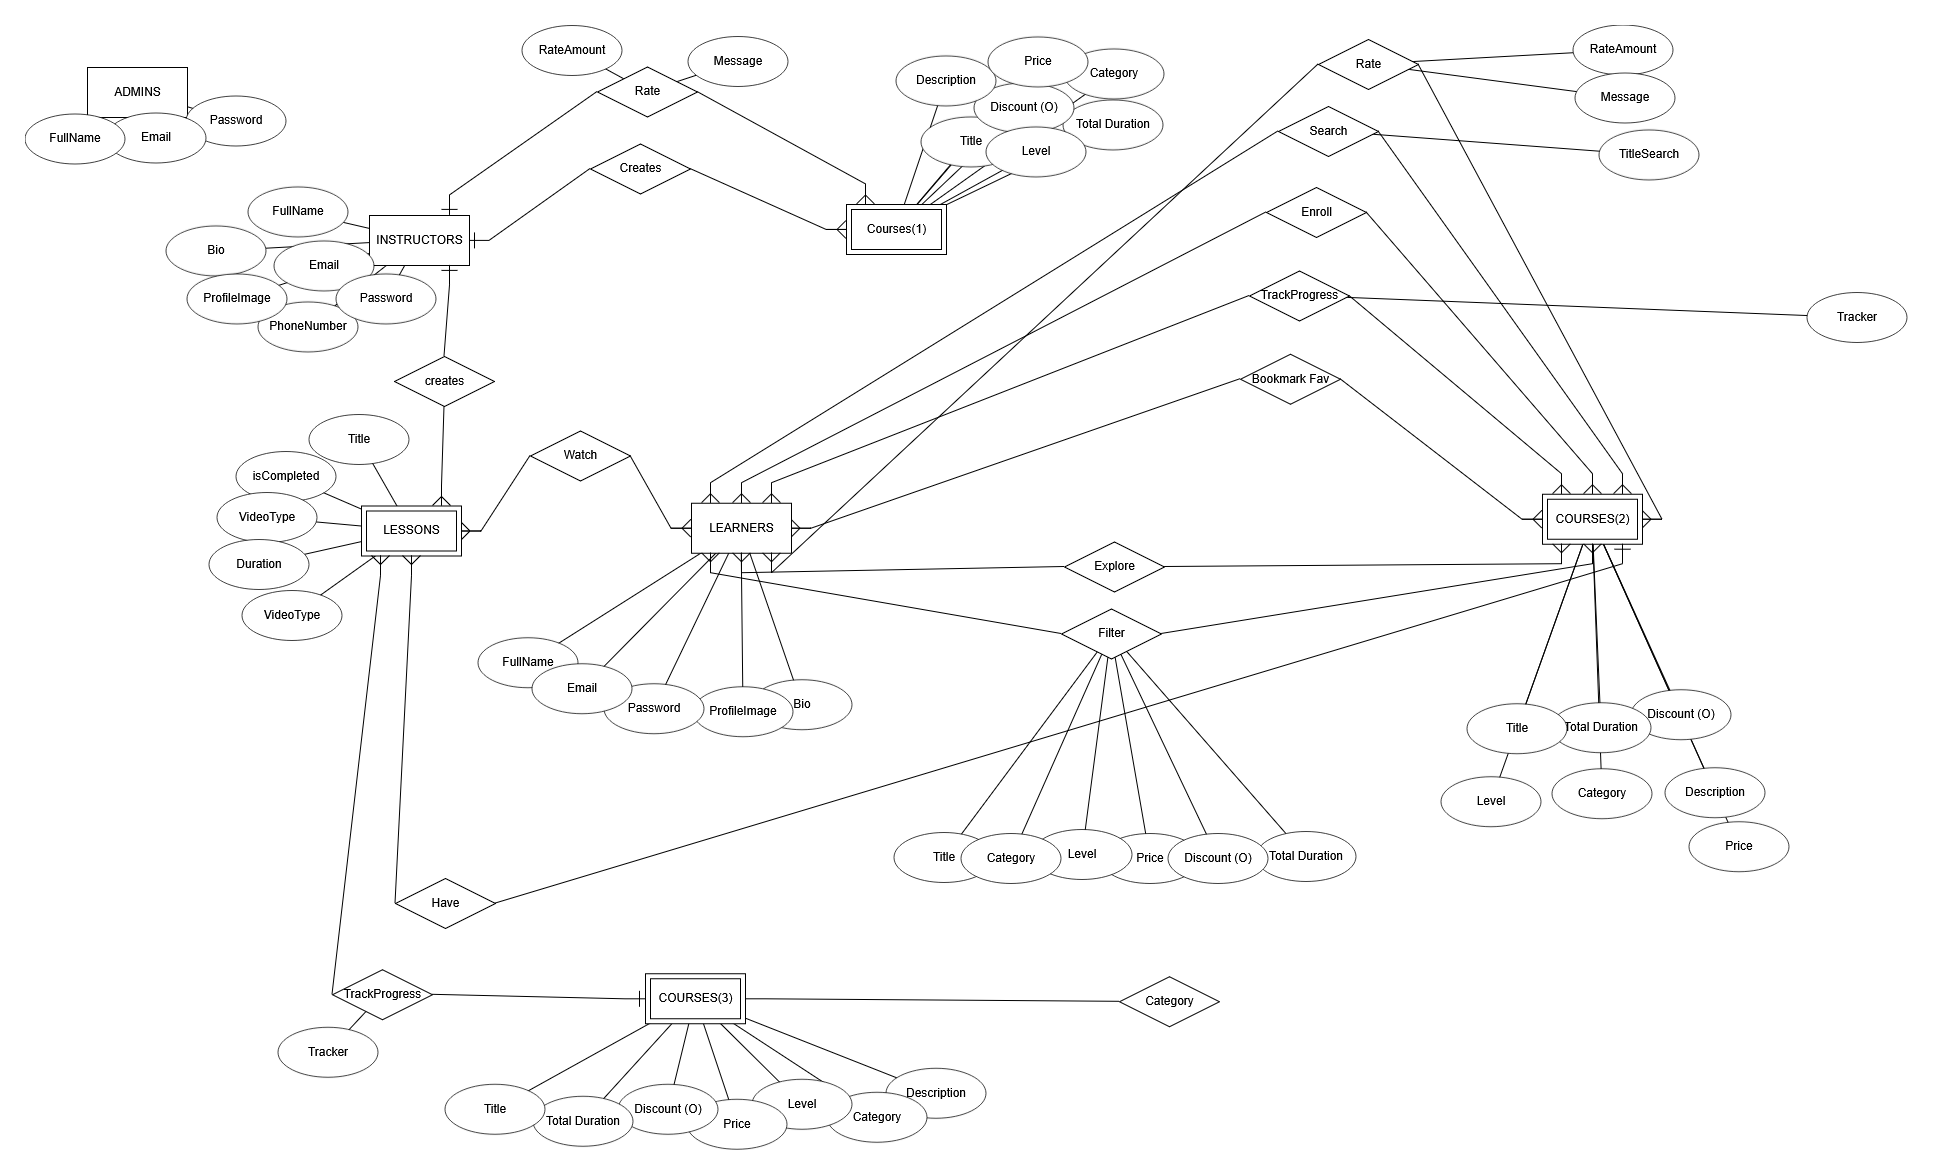 RateAmount
Message
Rate
ADMINS
Password
FullName
Email
Creates
Price
Category
Description
Discount (O)
Total Duration
Title
Level
Courses(1)
Rate
RateAmount
Message
Search
TitleSearch
Enroll
TrackProgress
Tracker
Bookmark Fav
FullName
INSTRUCTORS
Bio
Email
ProfileImage
Password
PhoneNumber
creates
Title
isCompleted
VideoType
LESSONS
Duration
VideoType
Watch
LEARNERS
COURSES(2)
Explore
Filter
FullName
Email
Password
ProfileImage
Bio
Title
Total Duration
Discount (O)
Level
Category
Description
Price
Title
Category
Level
Price
Discount (O)
Total Duration
Have
TrackProgress
COURSES(3)
Category
Tracker
Title
Total Duration
Discount (O)
Price
Level
Category
Description